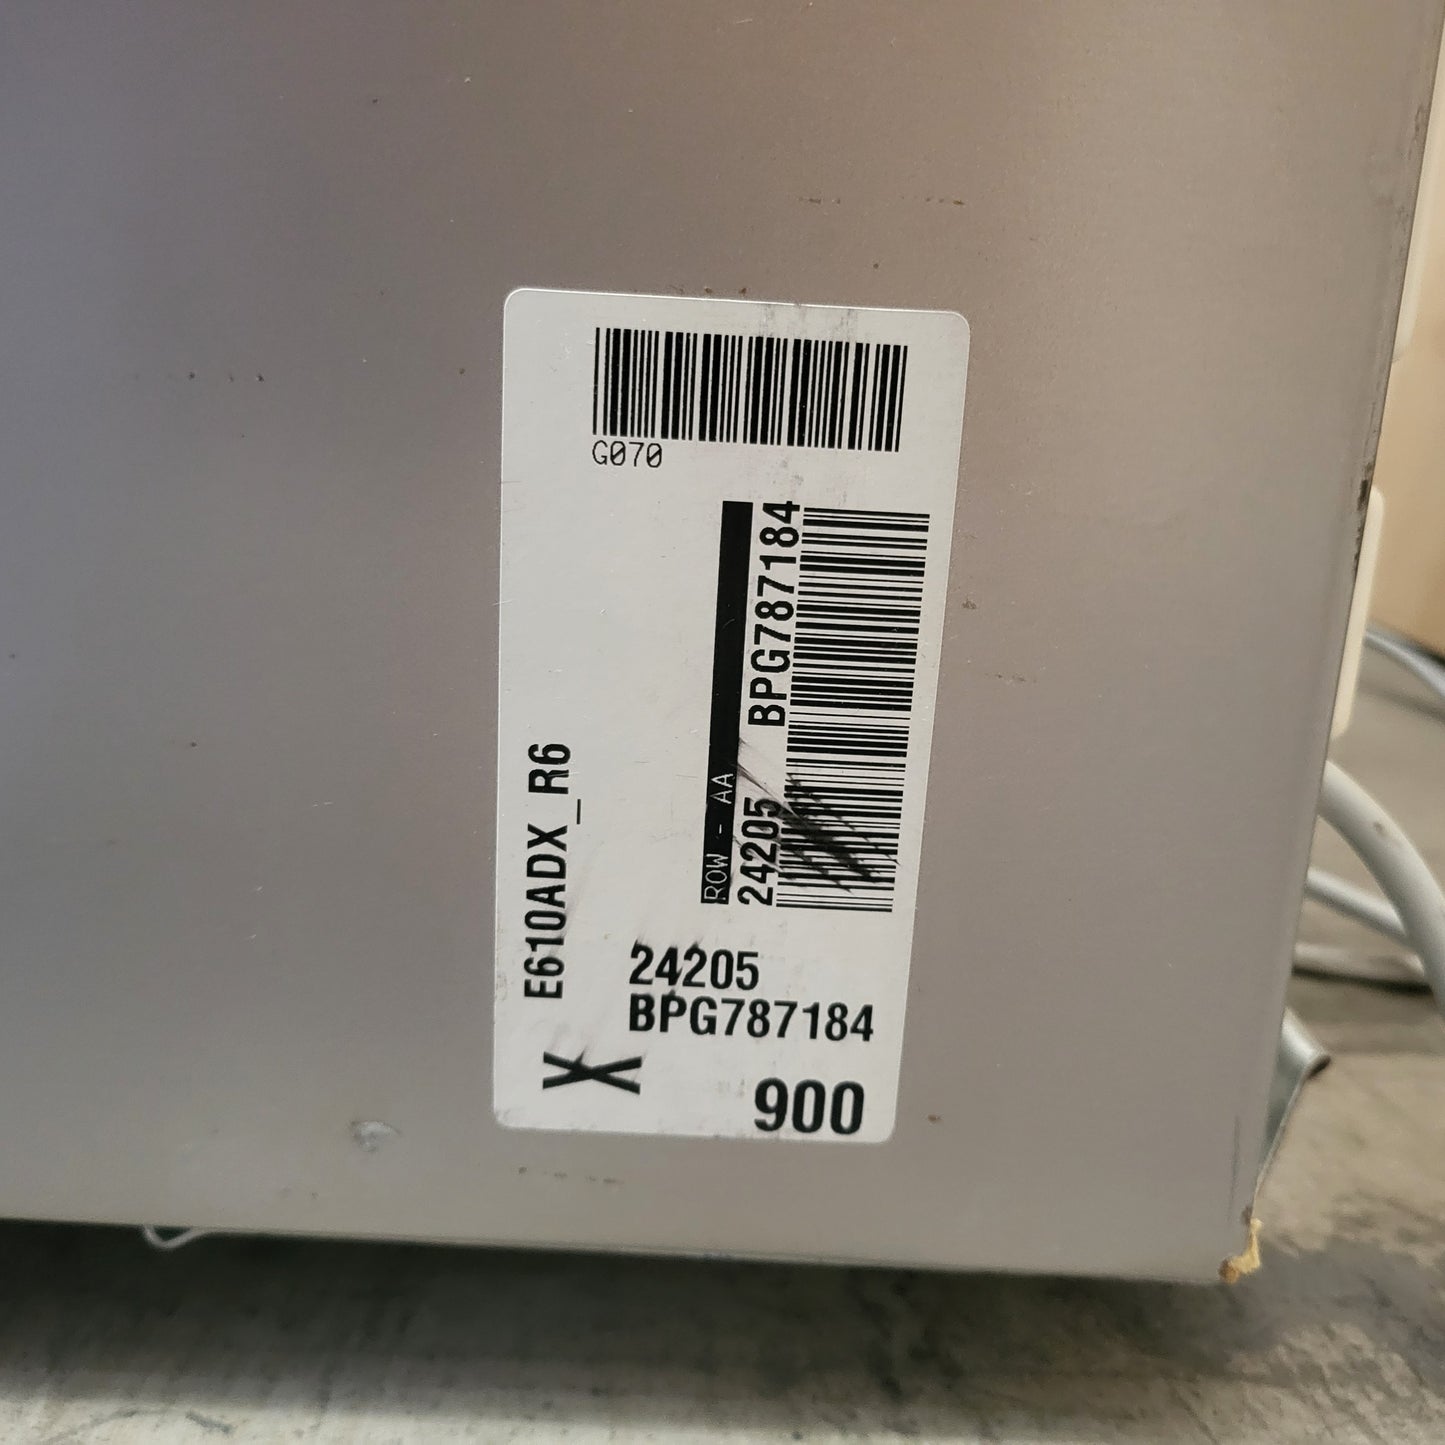 G070
ROW - AA
24205 BPG787184
E610ADX_R6
24205
BPG787184
X
900